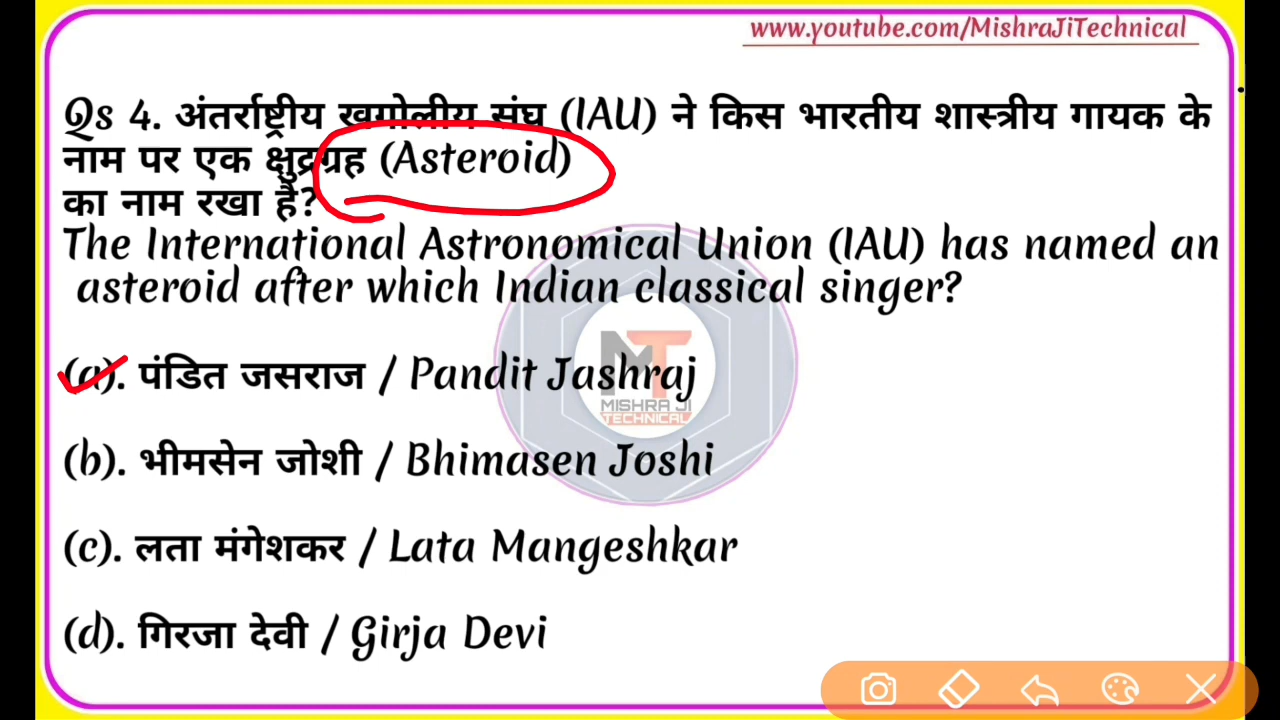 www.youtube.com/MishraJiTechnical
Qs 4. अंतर्राष्ट्रीय खगोलीय संघ (IAU) ने किस भारतीय शास्त्रीय गायक के
नाम पर एक क्षुद्रग्रह (Asteroid)
का नाम रखा है?
The International Astronomical Union (IAU) has named an
asteroid after which Indian classical singer?
(a). पंडित जसराज / Pandit Jashraj
MT
MISHRA JI
TECHNICAL
(b). भीमसेन जोशी / Bhimasen Joshi
(c). लता मंगेशकर / Lata Mangeshkar
(d). गिरजा देवी / Girja Devi